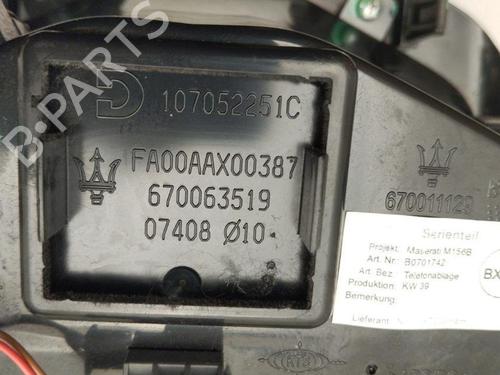 B-PARTS
107052251C
FA00AAX00387
670063519
07408 Ø10
670011129
Serienteil
Projekt: Maserati M156B
Art. Nr.: B0701742
Art. Bez.: Telefonablage
Produktion: KW 39
Bemerkung:
Lieferant
BX